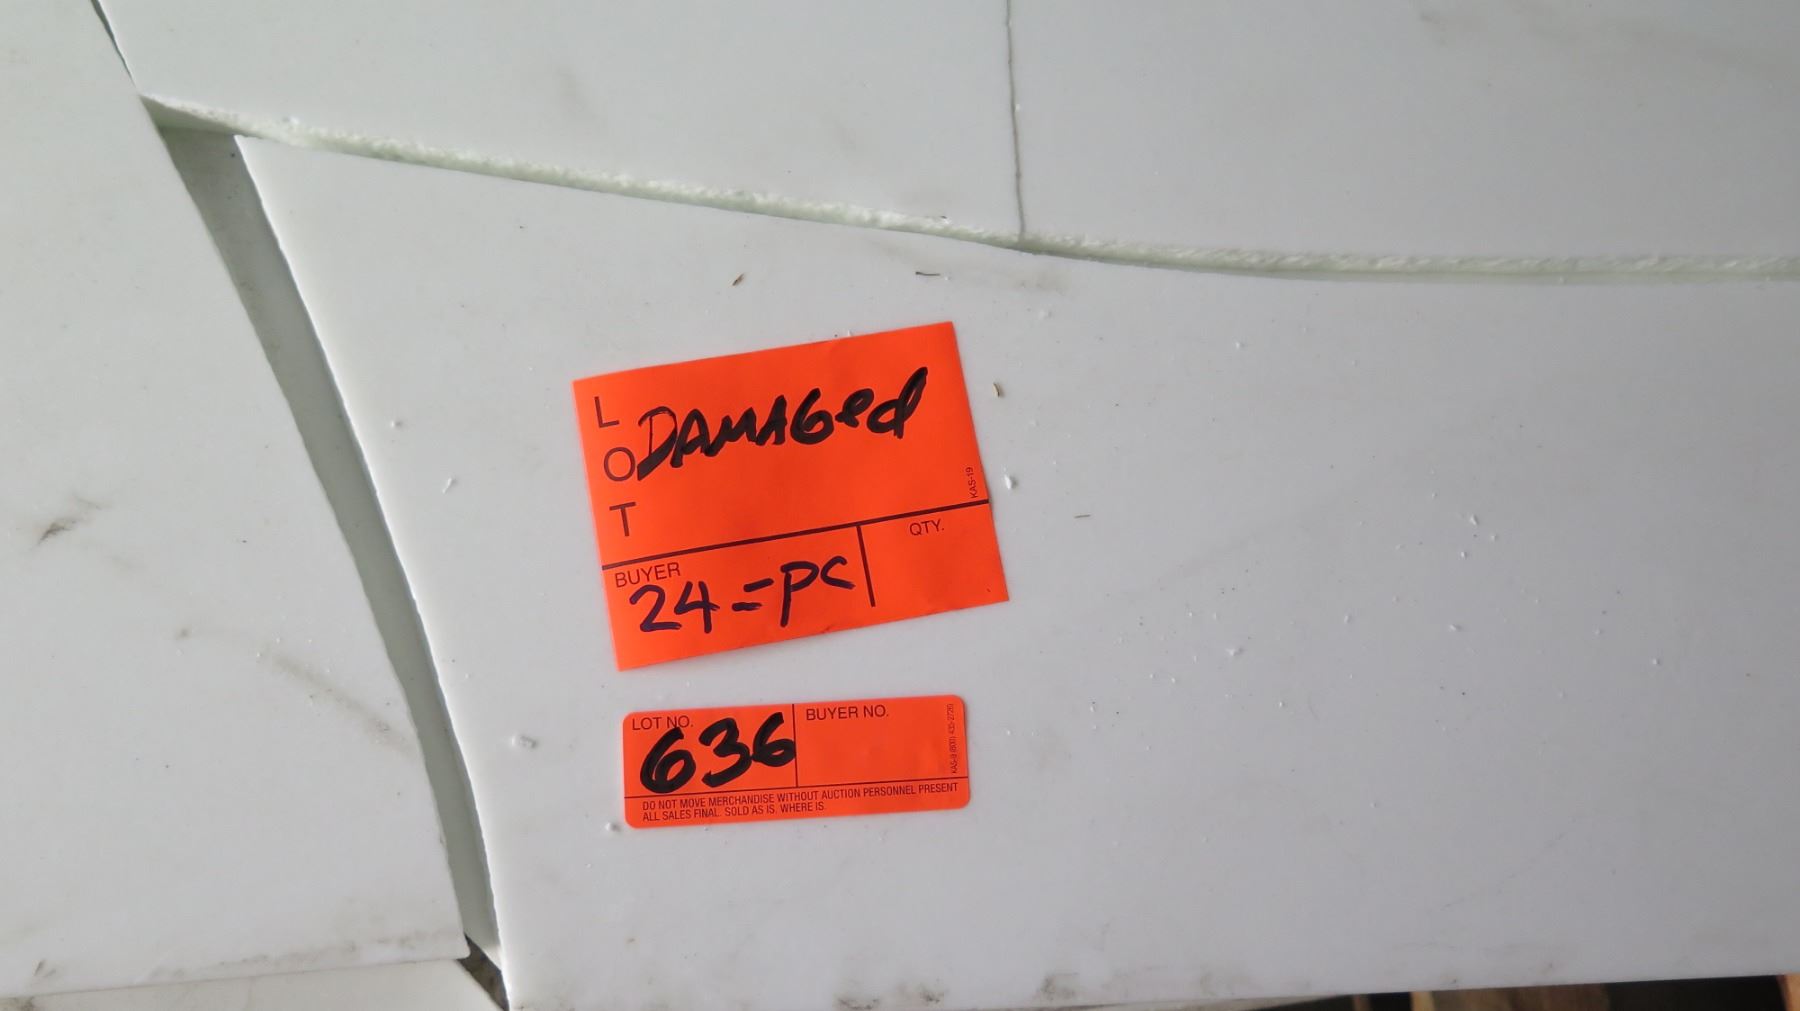 LOT
DAMAGed
KAS-19
BUYER
24-PC
QTY.
LOT NO.
636
BUYER NO.
DO NOT MOVE MERCHANDISE WITHOUT AUCTION PERSONNEL PRESENT
ALL SALES FINAL. SOLD AS IS. WHERE IS.